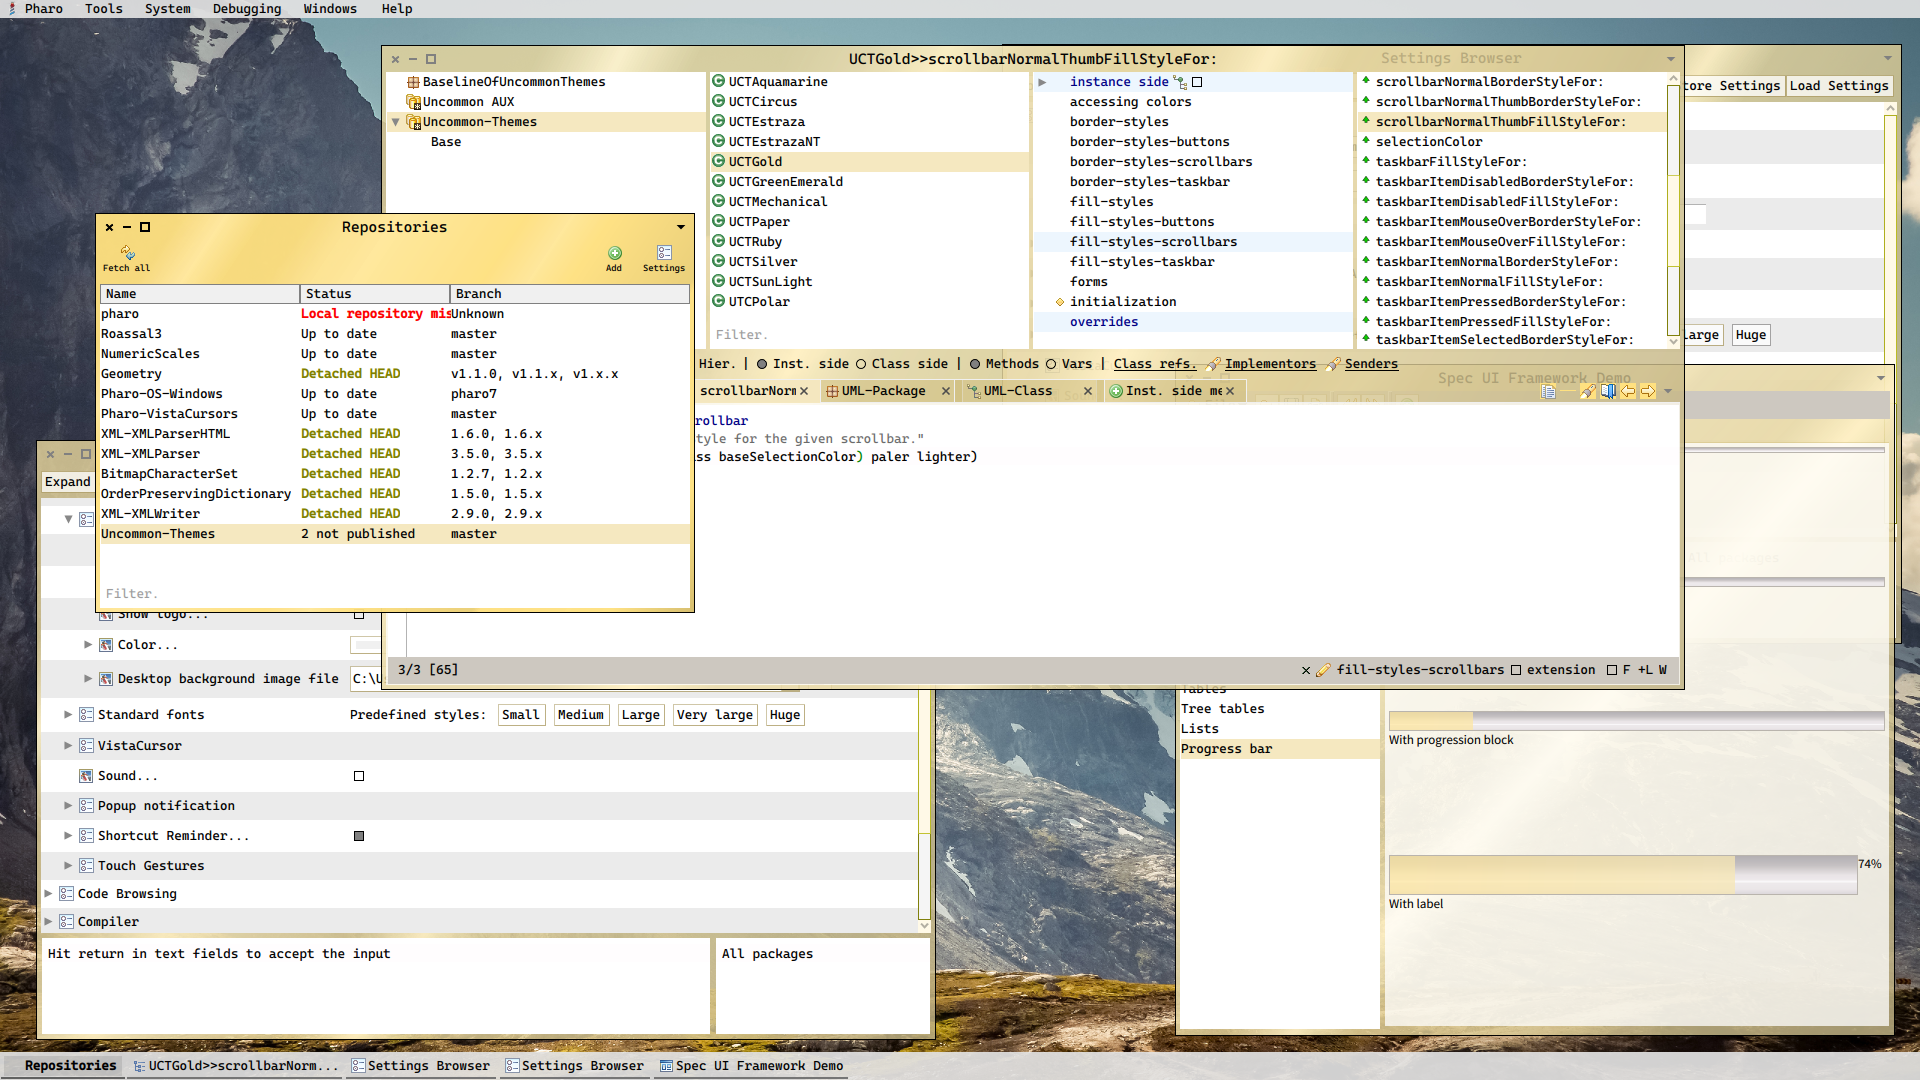 Pharo Tools System Debugging Windows Help
UCTGold>>scrollbarNormalThumbFillStyleFor:
Settings Browser
BaselineOfUncommonThemes
Uncommon AUX
Uncommon-Themes
Base
UCTAquamarine
UCTCircus
UCTEstraza
UCTEstrazaNT
UCTGold
UCTGreenEmerald
UCTMechanical
UCTPaper
UCTRuby
UCTSilver
UCTSunLight
UTCPolar
Filter.
instance side
accessing colors
border-styles
border-styles-buttons
border-styles-scrollbars
border-styles-taskbar
fill-styles
fill-styles-buttons
fill-styles-scrollbars
fill-styles-taskbar
forms
initialization
overrides
scrollbarNormalBorderStyleFor:
scrollbarNormalThumbBorderStyleFor:
scrollbarNormalThumbFillStyleFor:
selectionColor
taskbarFillStyleFor:
taskbarItemDisabledBorderStyleFor:
taskbarItemDisabledFillStyleFor:
taskbarItemMouseOverBorderStyleFor:
taskbarItemMouseOverFillStyleFor:
taskbarItemNormalBorderStyleFor:
taskbarItemNormalFillStyleFor:
taskbarItemPressedBorderStyleFor:
taskbarItemPressedFillStyleFor:
taskbarItemSelectedBorderStyleFor:
tore Settings Load Settings
arge Huge
Hier. | Inst. side Class side | Methods Vars | Class refs. Implementors Senders
Spec UI Framework Demo
scrollbarNorm UML-Package UML-Class Inst. side me
rollbar
tyle for the given scrollbar."
ss baseSelectionColor) paler lighter)
3/3 [65]
fill-styles-scrollbars extension F +L W
Repositories
Fetch all Add Settings
Name Status Branch
pharo Local repository mis Unknown
Roassal3 Up to date master
NumericScales Up to date master
Geometry Detached HEAD v1.1.0, v1.1.x, v1.x.x
Pharo-OS-Windows Up to date pharo7
Pharo-VistaCursors Up to date master
XML-XMLParserHTML Detached HEAD 1.6.0, 1.6.x
XML-XMLParser Detached HEAD 3.5.0, 3.5.x
BitmapCharacterSet Detached HEAD 1.2.7, 1.2.x
OrderPreservingDictionary Detached HEAD 1.5.0, 1.5.x
XML-XMLWriter Detached HEAD 2.9.0, 2.9.x
Uncommon-Themes 2 not published master
Filter.
Expand
Show logo...
Color...
Desktop background image file C:\U
Standard fonts Predefined styles: Small Medium Large Very large Huge
VistaCursor
Sound...
Popup notification
Shortcut Reminder...
Touch Gestures
Code Browsing
Compiler
Hit return in text fields to accept the input
All packages
Tables
Tree tables
Lists
Progress bar
With progression block
74%
With label
Repositories UCTGold>>scrollbarNorm... Settings Browser Settings Browser Spec UI Framework Demo